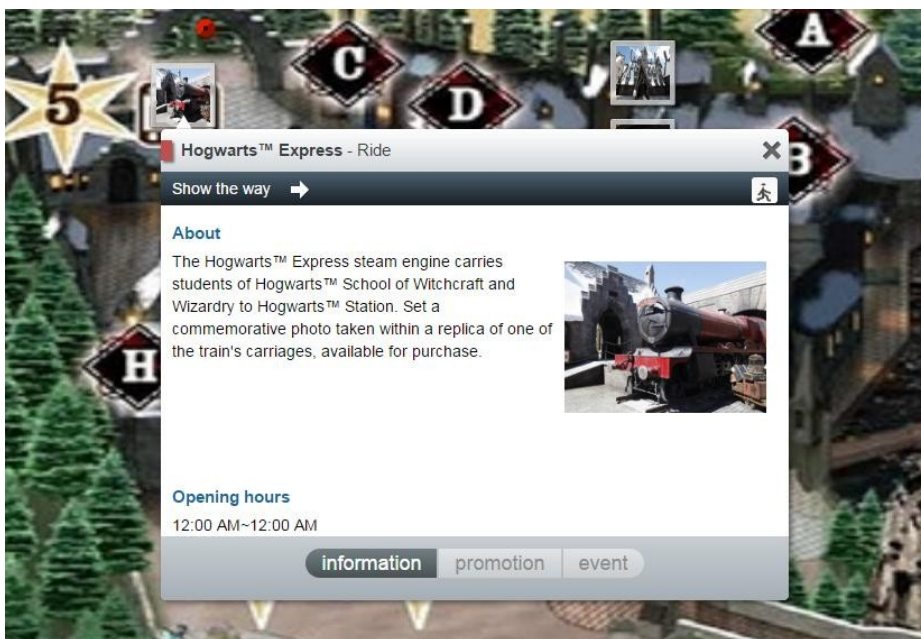 C
A
5
D
B
Hogwarts™ Express - Ride
Show the way
About
The Hogwarts™ Express steam engine carries
students of Hogwarts™ School of Witchcraft and
Wizardry to Hogwarts™ Station. Set a
commemorative photo taken within a replica of one of
the train's carriages, available for purchase.
H
Opening hours
12:00 AM~12:00 AM
information promotion event